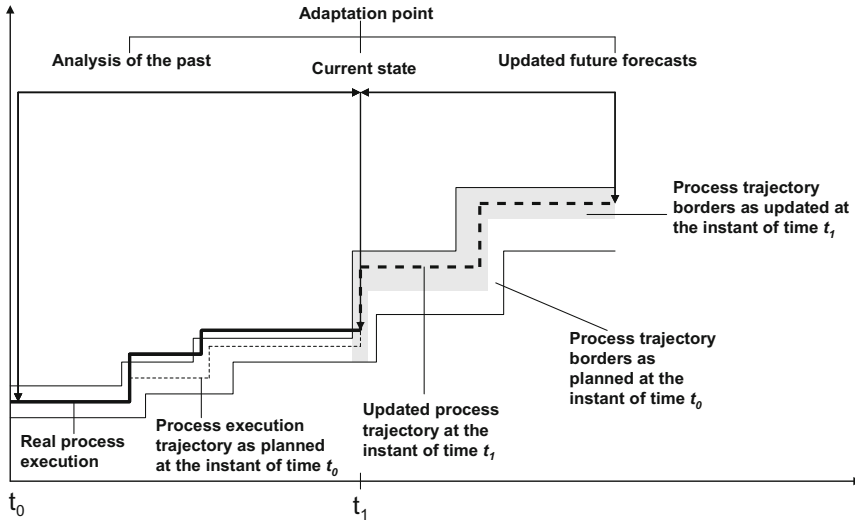 Adaptation point
Analysis of the past
Current state
Updated future forecasts
Process trajectory
borders as updated at
the instant of time t1
Process trajectory
borders as
planned at the
instant of time t0
Real process
execution
Process execution
trajectory as planned
at the instant of time t0
Updated process
trajectory at the
instant of time t1
t0
t1